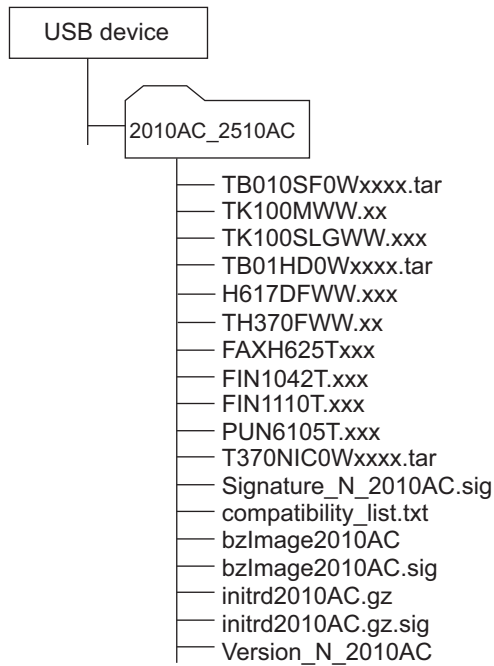 USB device
2010AC_2510AC
TB010SF0Wxxxx.tar
TK100MWW.xx
TK100SLGWW.xxx
TB01HD0Wxxxx.tar
H617DFWW.xxx
TH370FWW.xx
FAXH625Txxx
FIN1042T.xxx
FIN1110T.xxx
PUN6105T.xxx
T370NIC0Wxxxx.tar
Signature_N_2010AC.sig
compatibility_list.txt
bzImage2010AC
bzImage2010AC.sig
initrd2010AC.gz
initrd2010AC.gz.sig
Version_N_2010AC